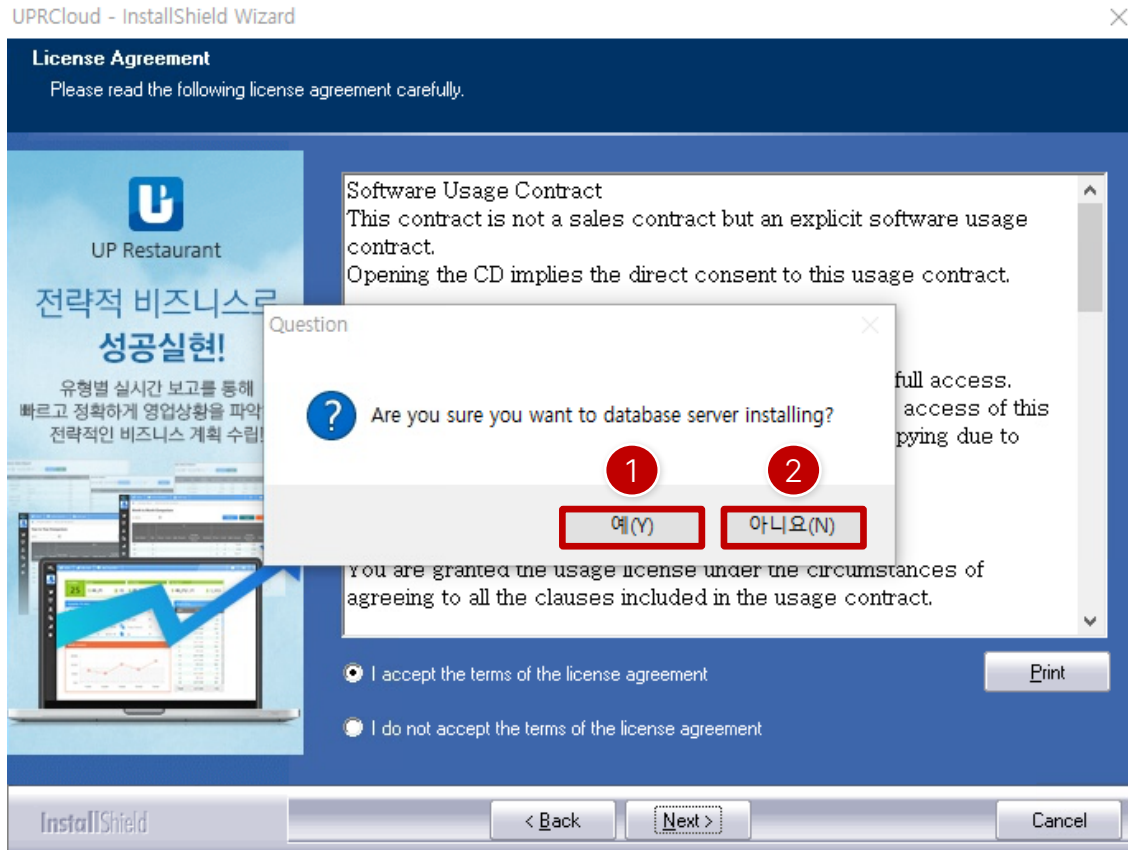 UPRCloud - InstallShield Wizard
License Agreement
Please read the following license agreement carefully.
UP Restaurant
전략적 비즈니스로
성공실현!
유형별 실시간 보고를 통해
빠르고 정확하게 영업상황을 파악
전략적인 비즈니스 계획 수립!
Software Usage Contract
This contract is not a sales contract but an explicit software usage
contract.
Opening the CD implies the direct consent to this usage contract.
full access.
access of this
pying due to
Question
Are you sure you want to database server installing?
1
2
예(Y)
아니요(N)
You are granted the usage license under the circumstances of
agreeing to all the clauses included in the usage contract.
I accept the terms of the license agreement
Print
I do not accept the terms of the license agreement
InstallShield
< Back
Next >
Cancel